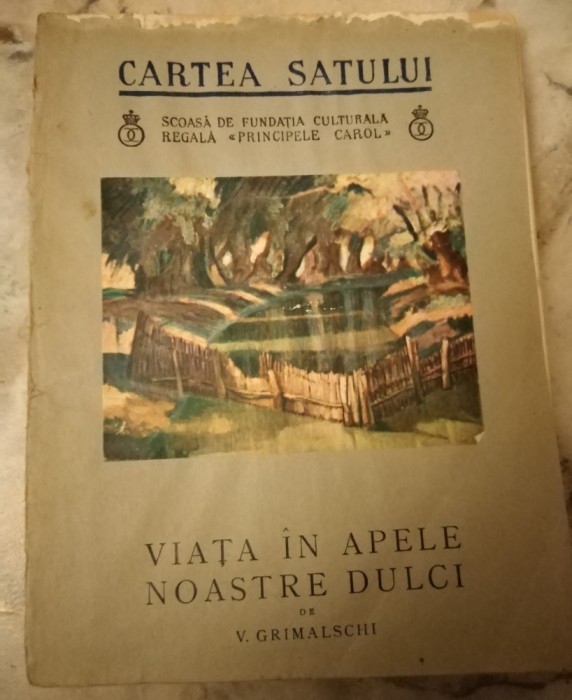 CARTEA SATULUI
SCOASĂ DE FUNDAȚIA CULTURALA
REGALĂ «PRINCIPELE CAROL»
VIAȚA ÎN APELE
NOASTRE DULCI
DE
V. GRIMALSCHI